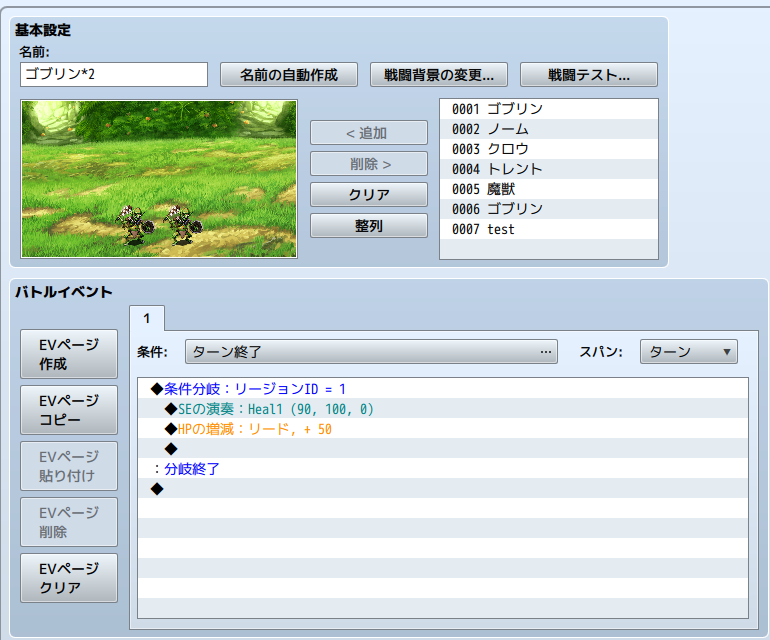 基本設定
名前:
ゴブリン*2
名前の自動作成
戦闘背景の変更...
戦闘テスト...
< 追加
削除 >
クリア
整列
0001 ゴブリン
0002 ノーム
0003 クロウ
0004 トレント
0005 魔獣
0006 ゴブリン
0007 test
バトルイベント
EVページ
作成
EVページ
コピー
EVページ
貼り付け
EVページ
削除
EVページ
クリア
1
条件:
ターン終了
...
スパン:
ターン
◆条件分岐：リージョンID = 1
◆SEの演奏：Heal1 (90, 100, 0)
◆HPの増減：リード, + 50
◆
：分岐終了
◆